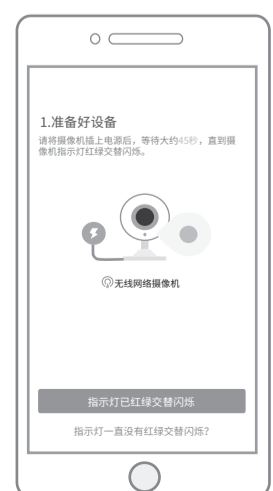 1.准备好设备
请将摄像机插上电源后，等待大约45秒，直到摄
像机指示灯红绿交替闪烁。
无线网络摄像机
指示灯已红绿交替闪烁
指示灯一直没有红绿交替闪烁?